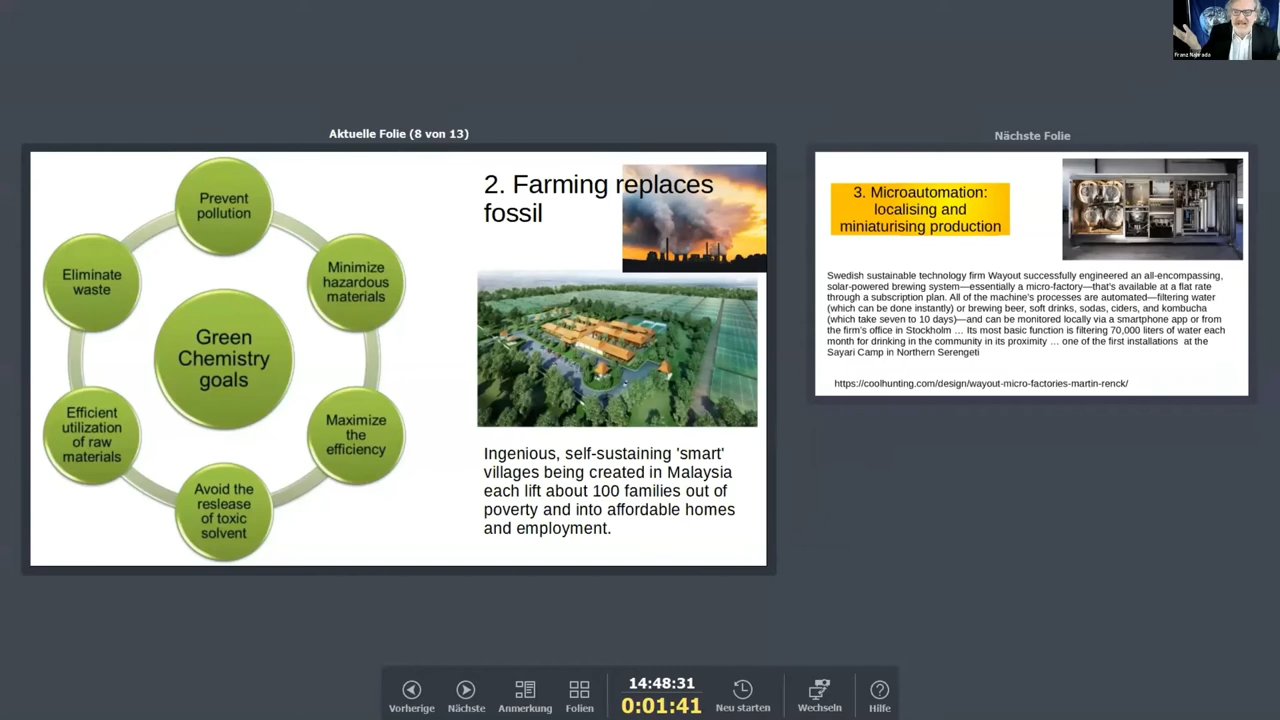 Franz Nahrada
Aktuelle Folie (8 von 13)
Nächste Folie
Prevent
pollution
Eliminate
waste
Minimize
hazardous
materials
Green
Chemistry
goals
Efficient
utilization
of raw
materials
Maximize
the
efficiency
Avoid the
reslease
of toxic
solvent
2. Farming replaces
fossil
Ingenious, self-sustaining 'smart'
villages being created in Malaysia
each lift about 100 families out of
poverty and into affordable homes
and employment.
3. Microautomation:
localising and
miniaturising production
Swedish sustainable technology firm Wayout successfully engineered an all-encompassing,
solar-powered brewing system—essentially a micro-factory—that's available at a flat rate
through a subscription plan. All of the machine's processes are automated—filtering water
(which can be done instantly) or brewing beer, soft drinks, sodas, ciders, and kombucha
(which take seven to 10 days)—and can be monitored locally via a smartphone app or from
the firm's office in Stockholm … Its most basic function is filtering 70,000 liters of water each
month for drinking in the community in its proximity … one of the first installations at the
Sayari Camp in Northern Serengeti
https://coolhunting.com/design/wayout-micro-factories-martin-renck/
Vorherige
Nächste
Anmerkung
Folien
14:48:31
0:01:41
Neu starten
Wechseln
Hilfe